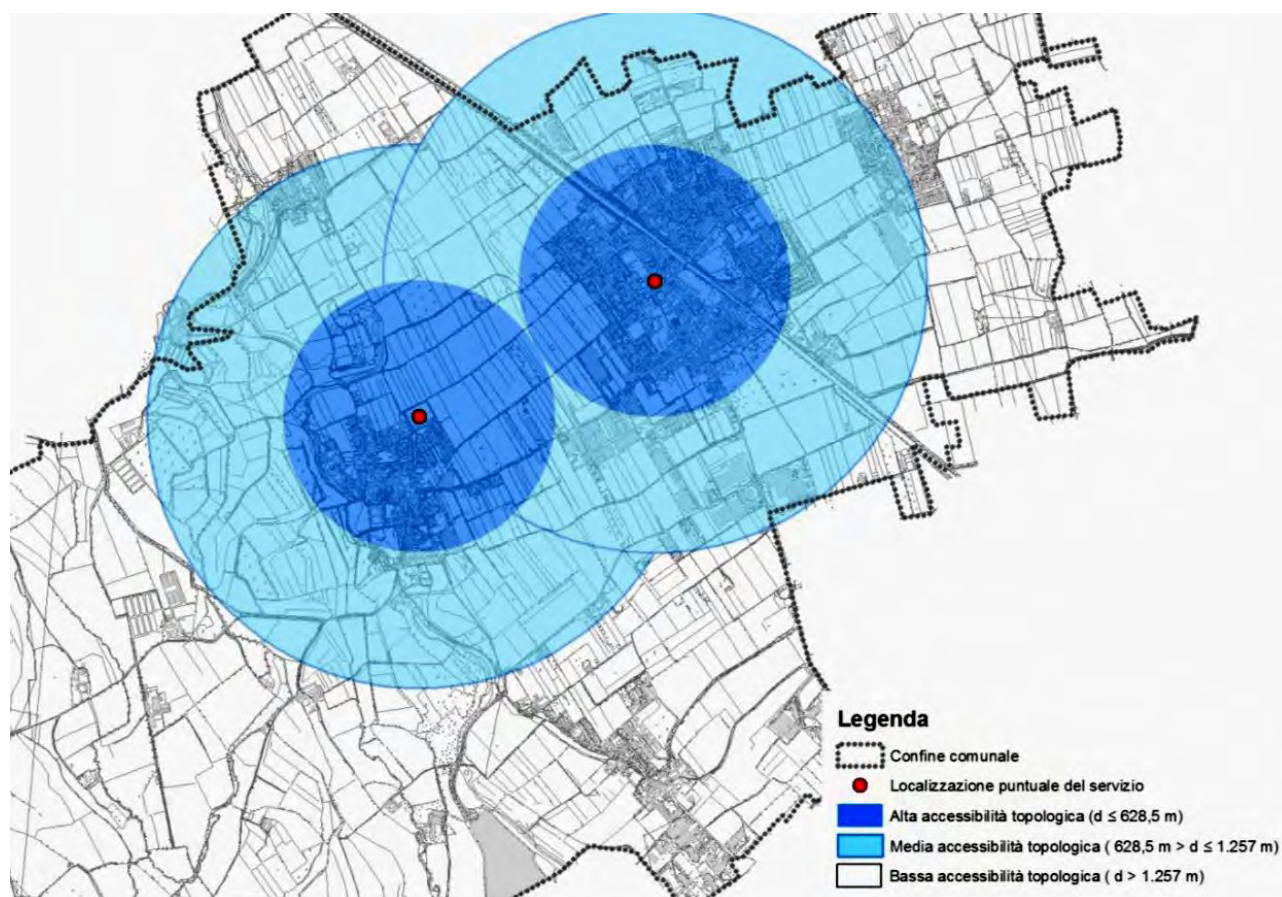 Legenda
Confine comunale
Localizzazione puntuale del servizio
Alta accessibilità topologica (d ≤ 628,5 m)
Media accessibilità topologica ( 628,5 m > d ≤ 1.257 m)
Bassa accessibilità topologica ( d > 1.257 m)